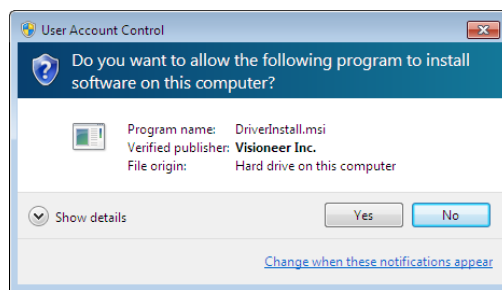 User Account Control
Do you want to allow the following program to install
software on this computer?
Program name: DriverInstall.msi
Verified publisher: Visioneer Inc.
File origin: Hard drive on this computer
Show details
Yes
No
Change when these notifications appear